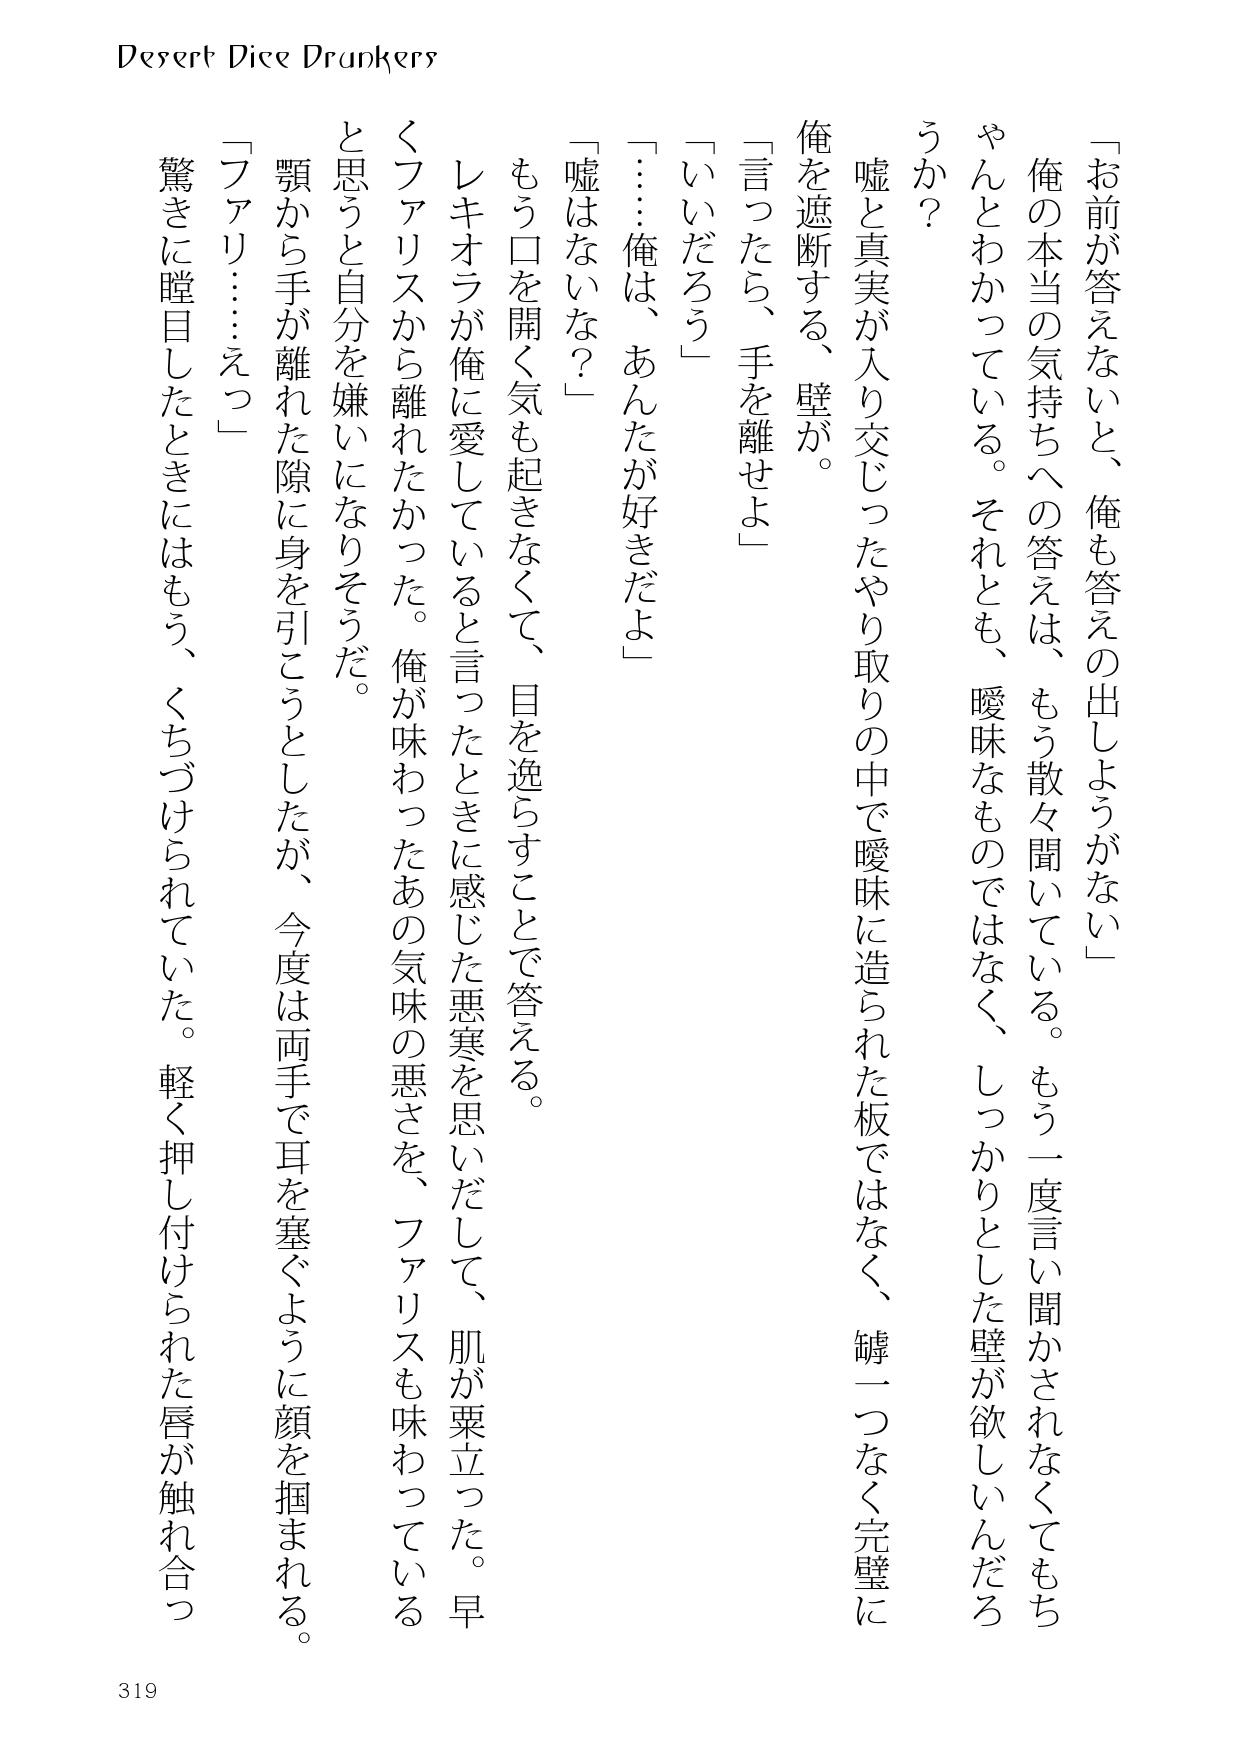 Desert Dice Drunkers
「お前が答えないと、俺も答えの出しようがない」
　俺の本当の気持ちへの答えは、もう散々聞いている。もう一度言い聞かされなくてもち
ゃんとわかっている。それとも、曖昧なものではなく、しっかりとした壁が欲しいんだろ
うか？
　嘘と真実が入り交じったやり取りの中で曖昧に造られた板ではなく、罅一つなく完璧に
俺を遮断する、壁が。
「言ったら、手を離せよ」
「いいだろう」
「……俺は、あんたが好きだよ」
「嘘はないな？」
　もう口を開く気も起きなくて、目を逸らすことで答える。
　レキオラが俺に愛していると言ったときに感じた悪寒を思いだして、肌が粟立った。早
くファリスから離れたかった。俺が味わったあの気味の悪さを、ファリスも味わっている
と思うと自分を嫌いになりそうだ。
　顎から手が離れた隙に身を引こうとしたが、今度は両手で耳を塞ぐように顔を掴まれる。
「ファリ……えっ」
　驚きに瞠目したときにはもう、くちづけられていた。軽く押し付けられた唇が触れ合っ
319